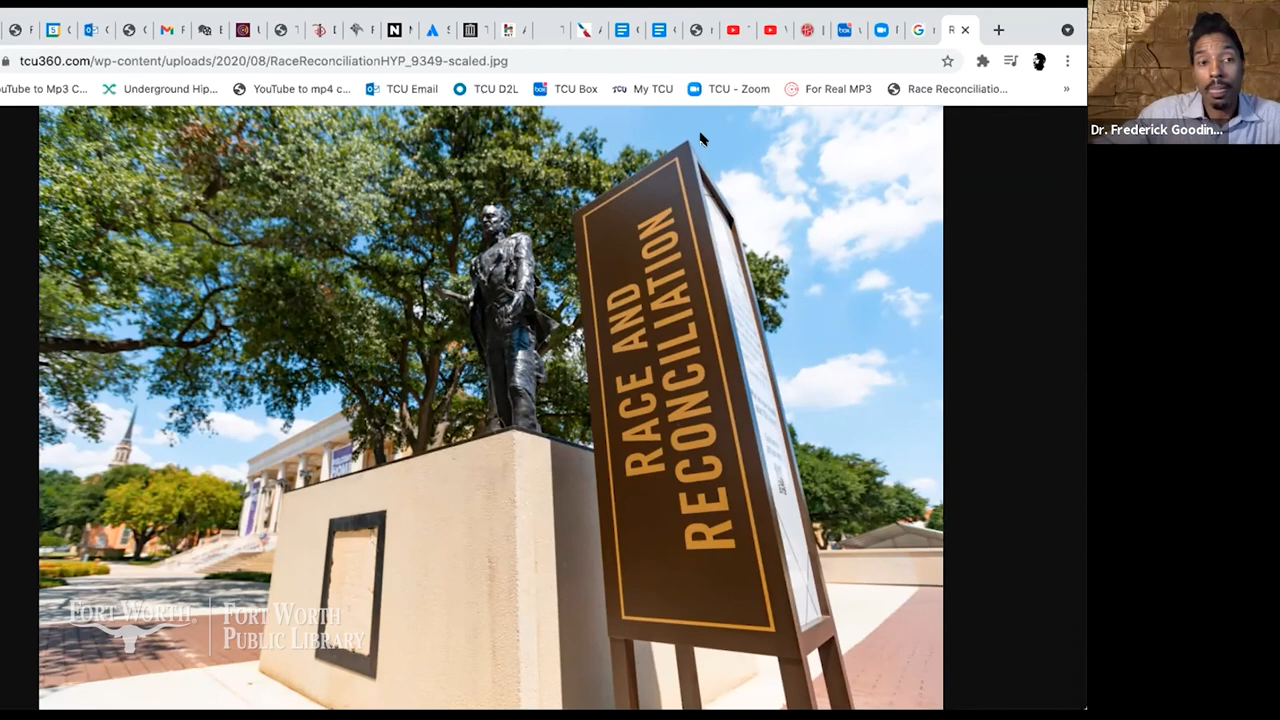 tcu360.com/wp-content/uploads/2020/08/RaceReconciliationHYP_9349-scaled.jpg
uTube to Mp3 C...
Underground Hip...
YouTube to mp4 c...
TCU Email
TCU D2L
TCU Box
My TCU
TCU - Zoom
For Real MP3
Race Reconciliatio...
»
Dr. Frederick Goodin...
RACE AND
RECONCILIATION
FORT WORTH®
FORT WORTH
PUBLIC LIBRARY